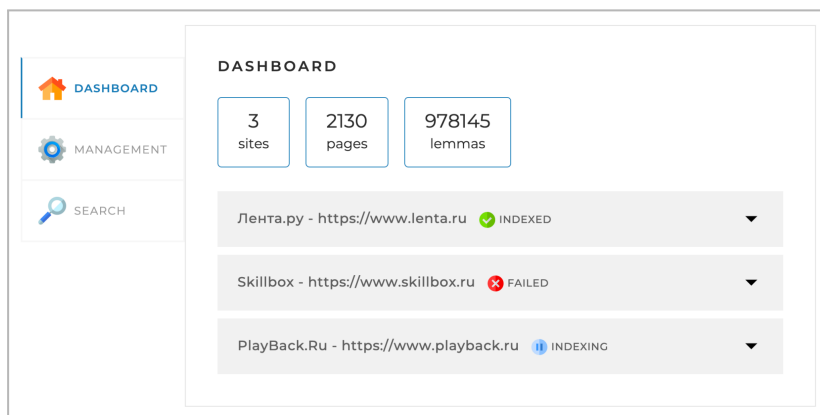 DASHBOARD
MANAGEMENT
SEARCH
DASHBOARD
3 2130 978145
sites pages lemmas
Лента.ру - https://www.lenta.ru INDEXED
Skillbox - https://www.skillbox.ru FAILED
PlayBack.Ru - https://www.playback.ru INDEXING